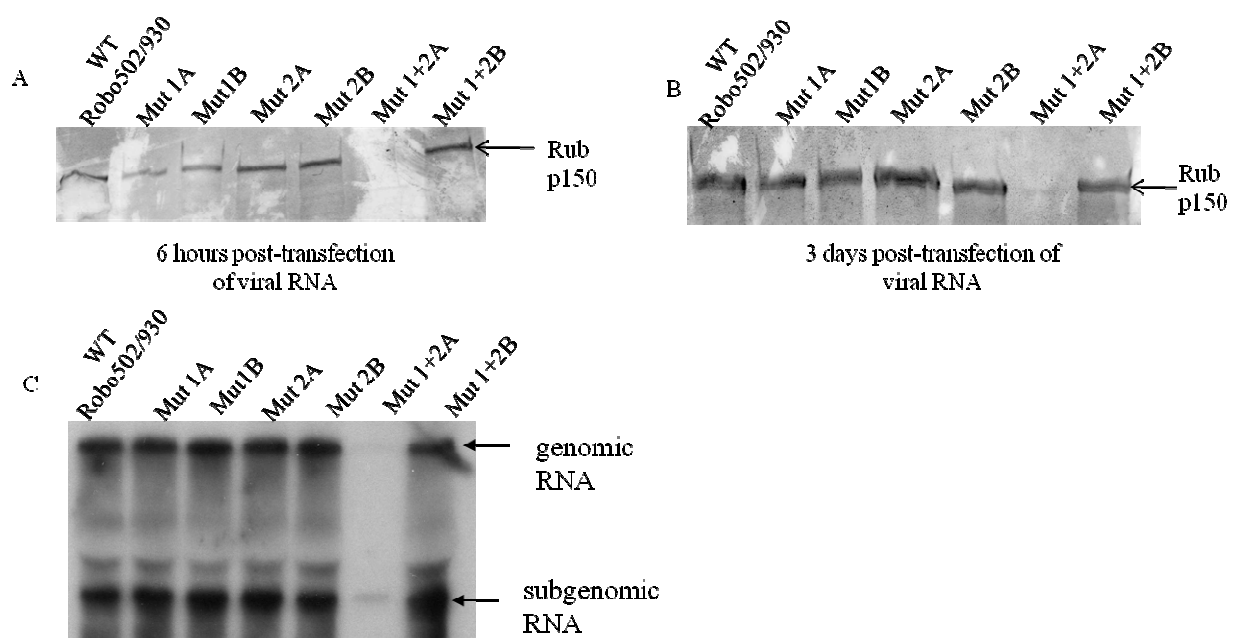 A
WT
Robo502/930
Mut 1A
Mut1B
Mut 2A
Mut 2B
Mut 1+2A
Mut 1+2B
Rub
p150
6 hours post-transfection
of viral RNA
B
WT
Robo502/930
Mut 1A
Mut1B
Mut 2A
Mut 2B
Mut 1+2A
Mut 1+2B
Rub
p150
3 days post-transfection of
viral RNA
C
WT
Robo502/930
Mut 1A
Mut1B
Mut 2A
Mut 2B
Mut 1+2A
Mut 1+2B
genomic
RNA
subgenomic
RNA